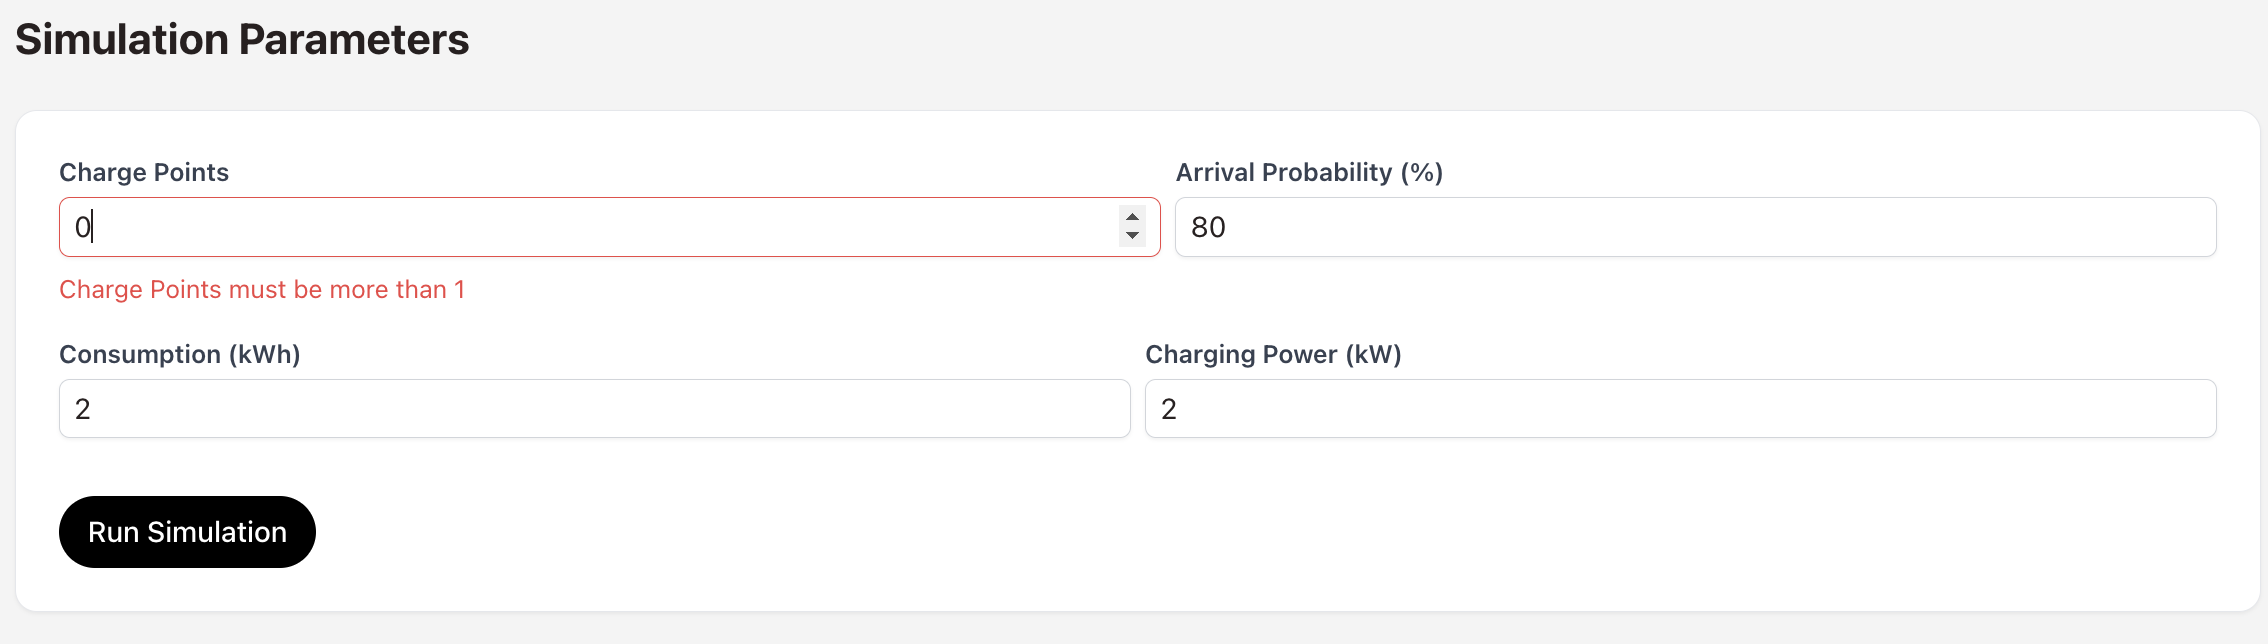 Simulation Parameters
Charge Points
Arrival Probability (%)
0
80
Charge Points must be more than 1
Consumption (kWh)
Charging Power (kW)
2
2
Run Simulation